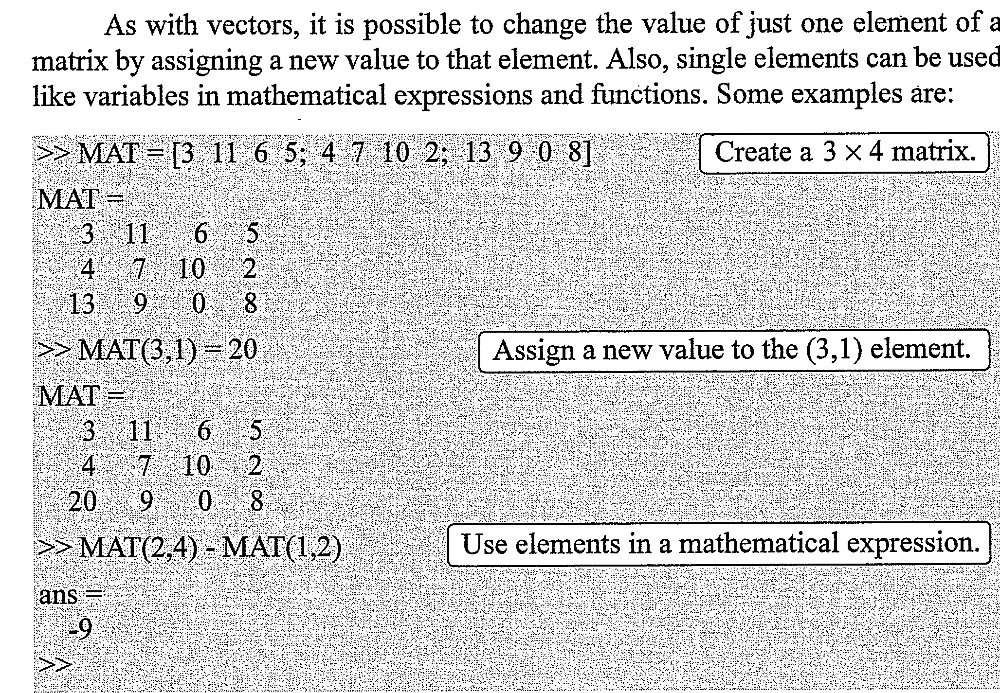 As with vectors, it is possible to change the value of just one element of a
matrix by assigning a new value to that element. Also, single elements can be used
like variables in mathematical expressions and functions. Some examples are:
>> MAT = [3 11 6 5; 4 7 10 2; 13 9 0 8] Create a 3 × 4 matrix.
MAT =
3 11 6 5
4 7 10 2
13 9 0 8
>> MAT(3,1) = 20 Assign a new value to the (3,1) element.
MAT =
3 11 6 5
4 7 10 2
20 9 0 8
>> MAT(2,4) - MAT(1,2) Use elements in a mathematical expression.
ans =
-9
>>